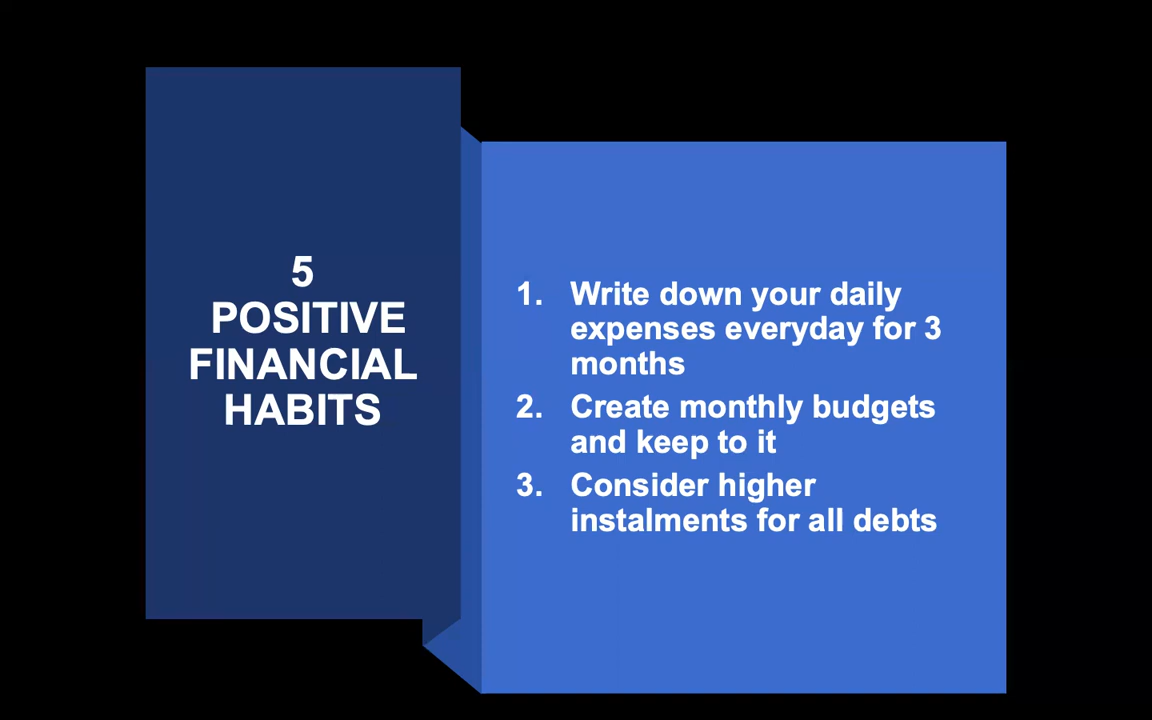 5
POSITIVE
FINANCIAL
HABITS
1. Write down your daily
expenses everyday for 3
months
2. Create monthly budgets
and keep to it
3. Consider higher
instalments for all debts